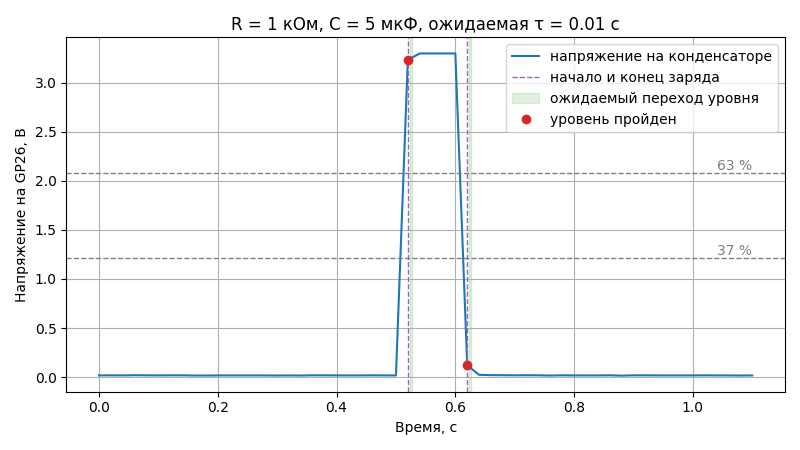 R = 1 кОм, C = 5 мкФ, ожидаемая τ = 0.01 с
напряжение на конденсаторе
начало и конец заряда
ожидаемый переход уровня
уровень пройден
63 %
37 %
Напряжение на GP26, В
3.0
2.5
2.0
1.5
1.0
0.5
0.0
0.0
0.2
0.4
0.6
0.8
1.0
Время, с